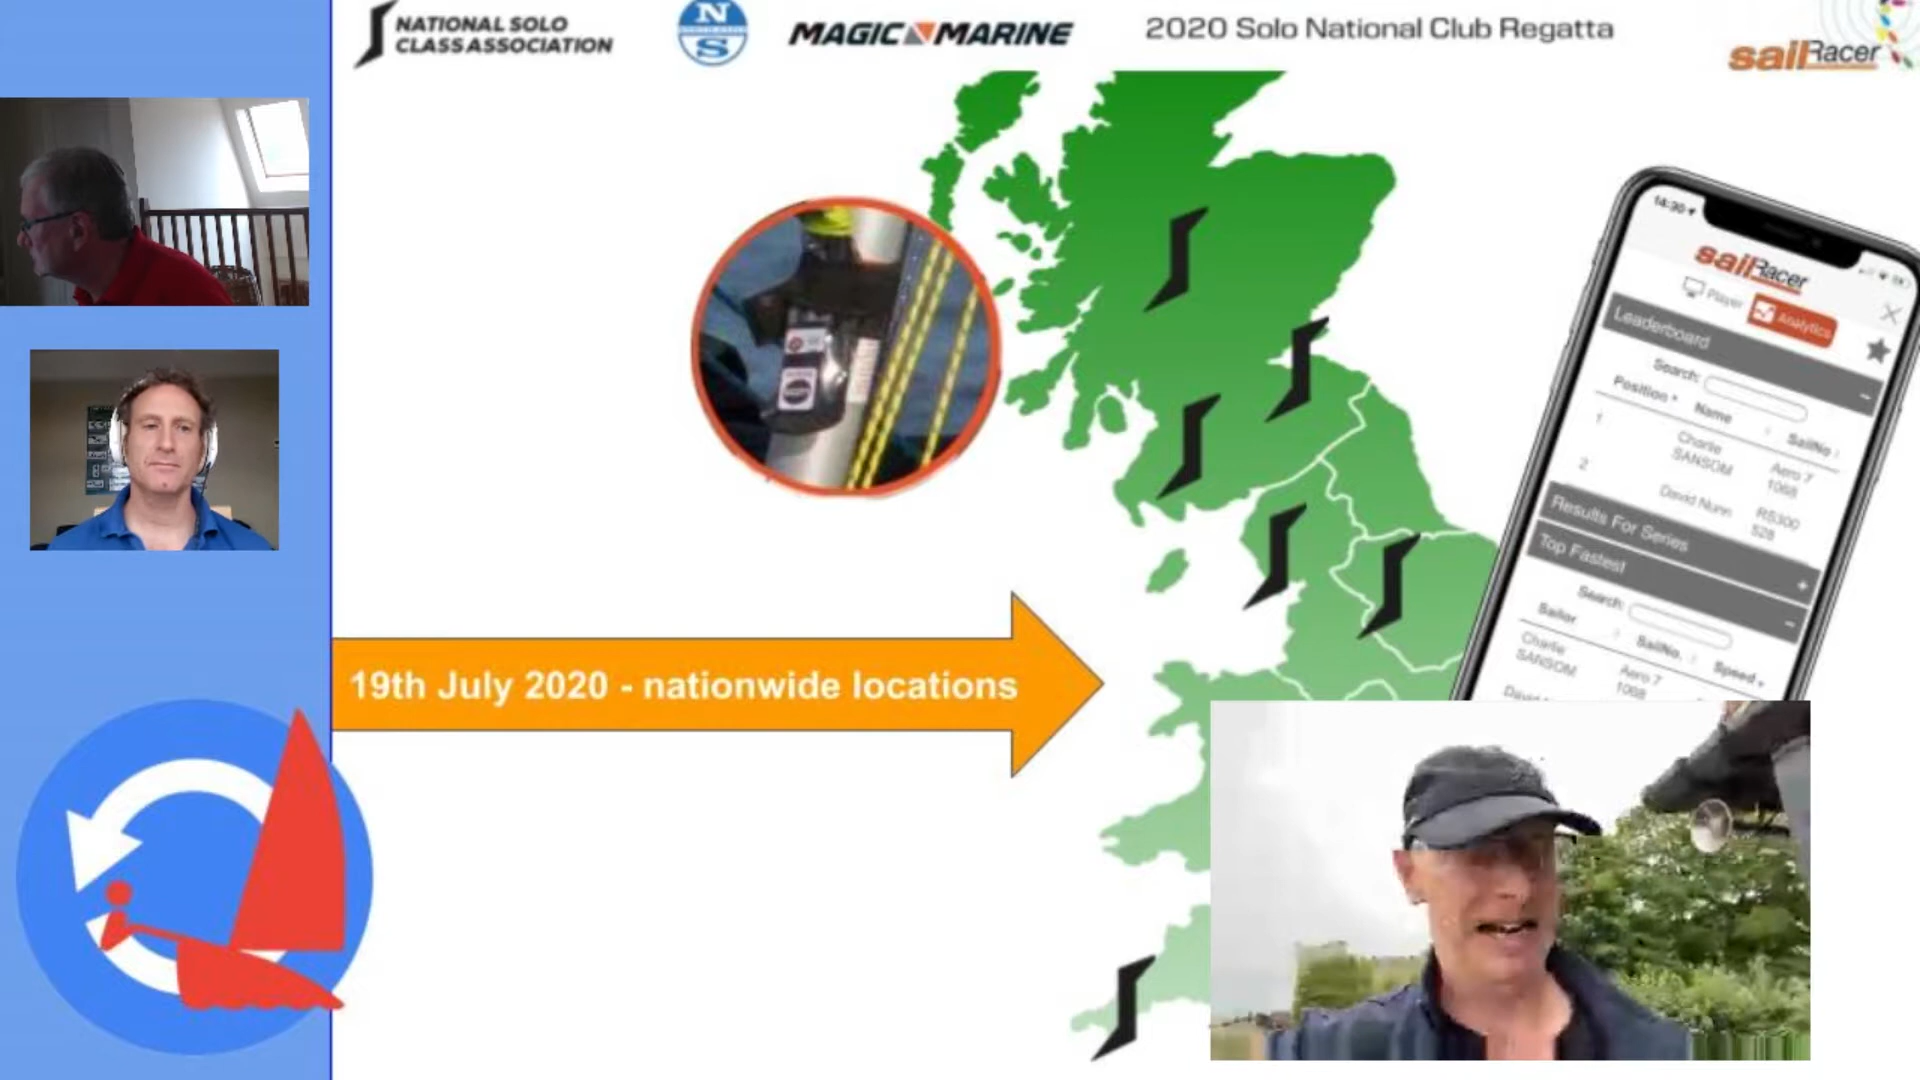 NATIONAL SOLO
CLASS ASSOCIATION
N
S
MAGIC MARINE
2020 Solo National Club Regatta
sailRacer
14:30
sailRacer
Player
Analytics
Leaderboard
Search:
Position
Name
SailNo
1
Charlie
SANSOM
Aero 7
1068
2
David Nunn
RS300
528
Results For Series
Top Fastest
Search:
Sailor
SailNo.
Speed
Charlie
SANSOM
Aero 7
1068
19th July 2020 - nationwide locations